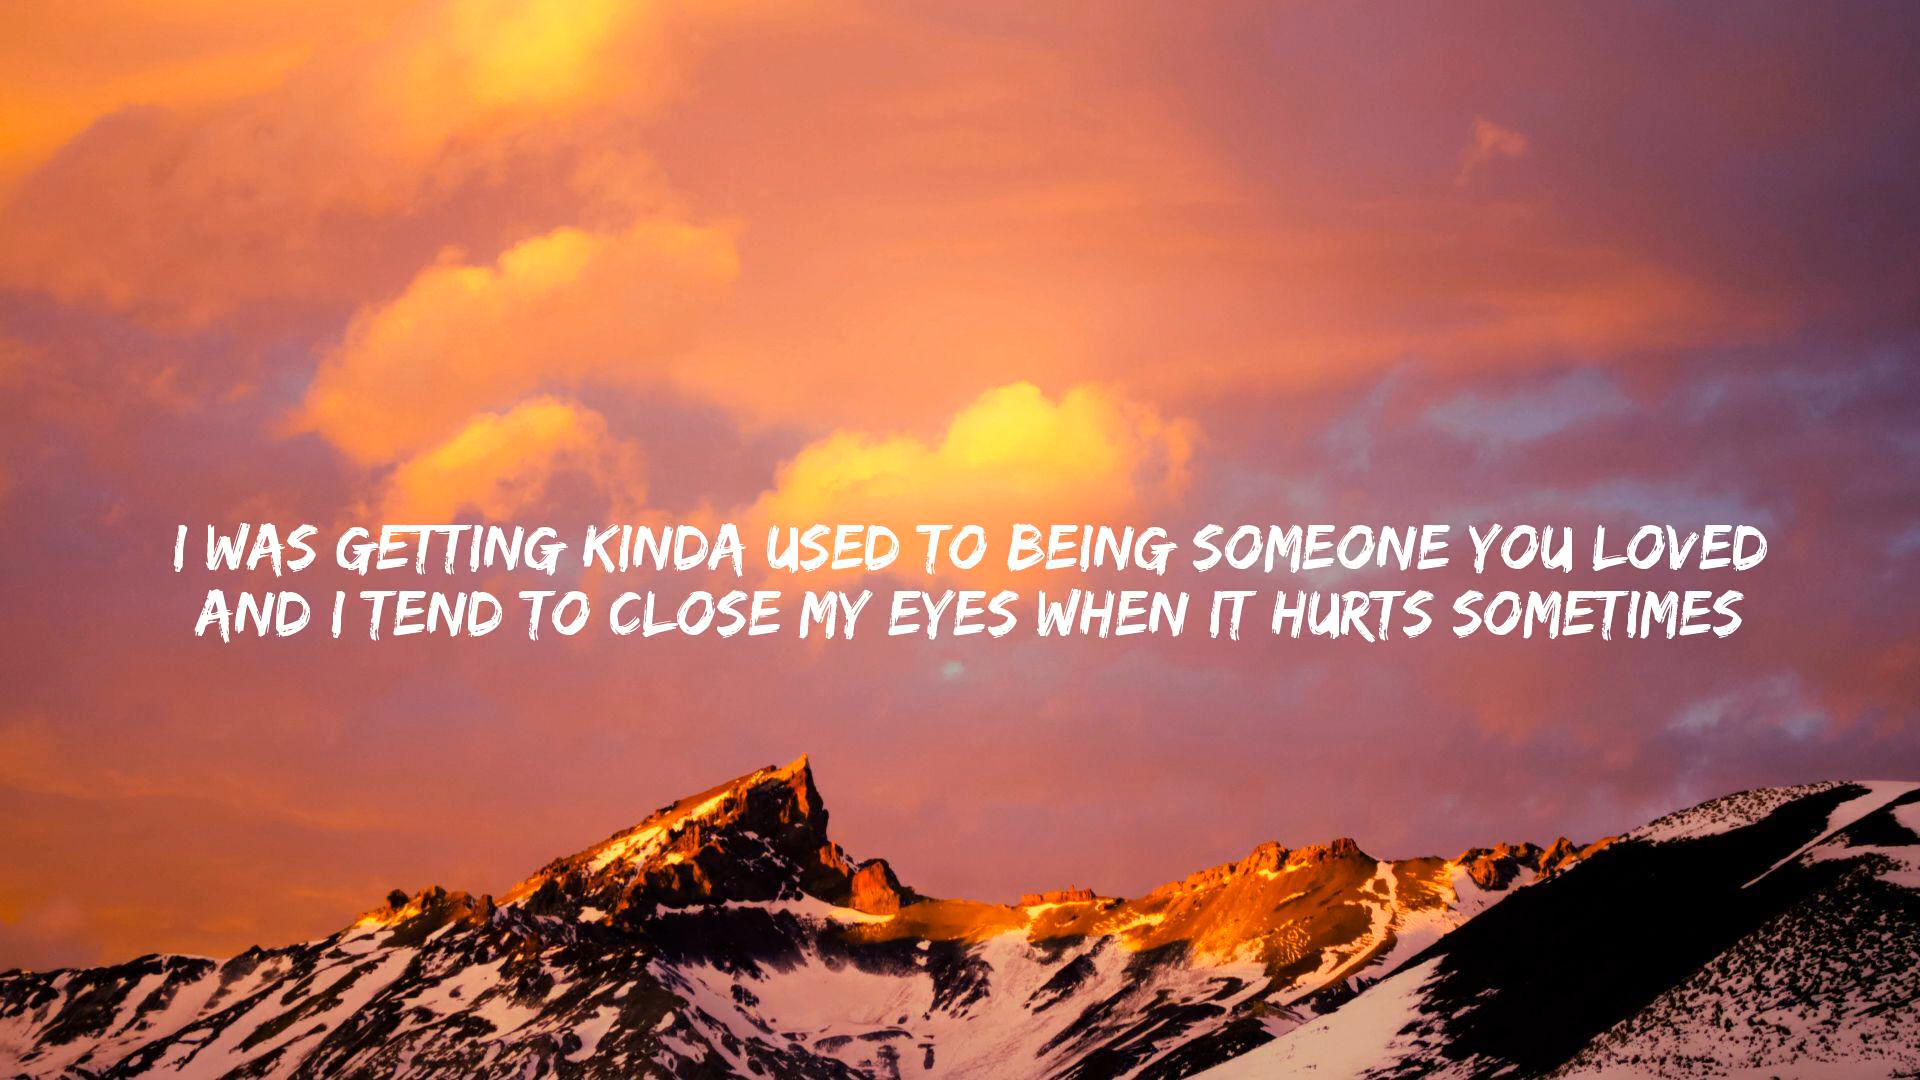 I WAS GETTING KINDA USED TO BEING SOMEONE YOU LOVED
AND I TEND TO CLOSE MY EYES WHEN IT HURTS SOMETIMES